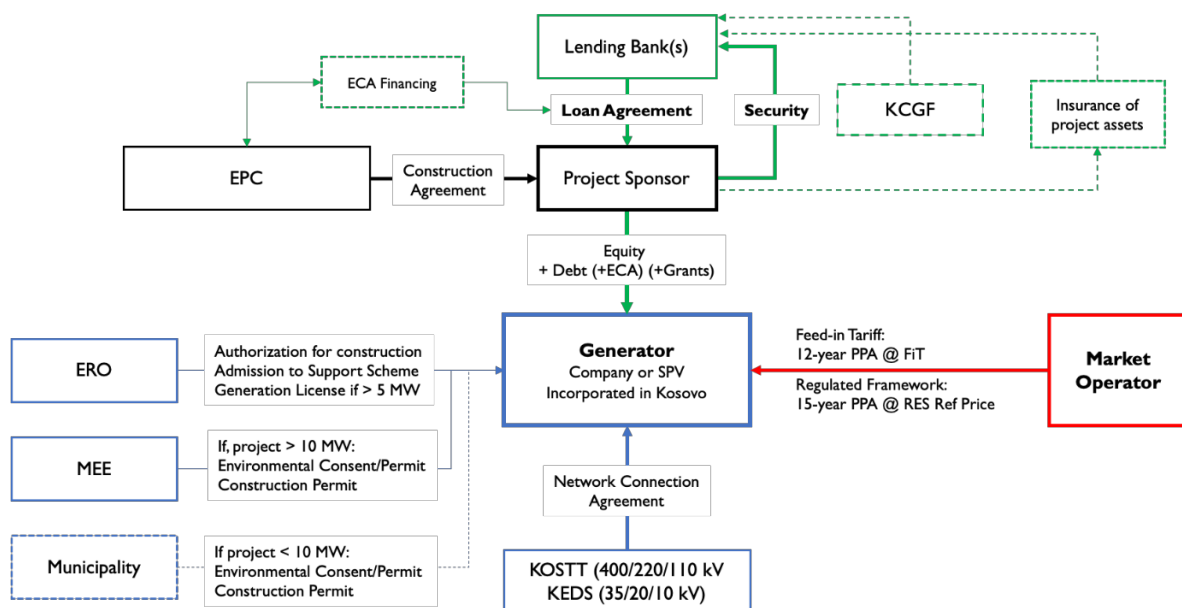 Lending Bank(s)
ECA Financing
Loan Agreement
Security
KCGF
Insurance of
project assets
EPC
Construction
Agreement
Project Sponsor
Equity
+ Debt (+ECA) (+Grants)
ERO
Authorization for construction
Admission to Support Scheme
Generation License if > 5 MW
Generator
Company or SPV
Incorporated in Kosovo
Feed-in Tariff:
12-year PPA @ FiT
Regulated Framework:
15-year PPA @ RES Ref Price
Market
Operator
MEE
If, project > 10 MW:
Environmental Consent/Permit
Construction Permit
Network Connection
Agreement
Municipality
If project < 10 MW:
Environmental Consent/Permit
Construction Permit
KOSTT (400/220/110 kV
KEDS (35/20/10 kV)